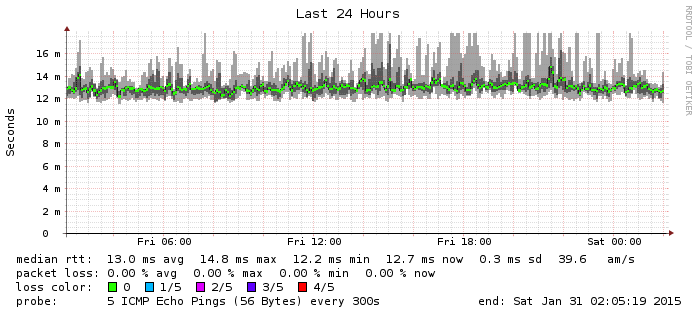 Last 24 Hours
RRDTOOL / TOBI OETIKER
Seconds
16 m
14 m
12 m
10 m
8 m
6 m
4 m
2 m
0
Fri 06:00 Fri 12:00 Fri 18:00 Sat 00:00
median rtt: 13.0 ms avg 14.8 ms max 12.2 ms min 12.7 ms now 0.3 ms sd 39.6 am/s
packet loss: 0.00 % avg 0.00 % max 0.00 % min 0.00 % now
loss color: 0 1/5 2/5 3/5 4/5
probe: 5 ICMP Echo Pings (56 Bytes) every 300s end: Sat Jan 31 02:05:19 2015